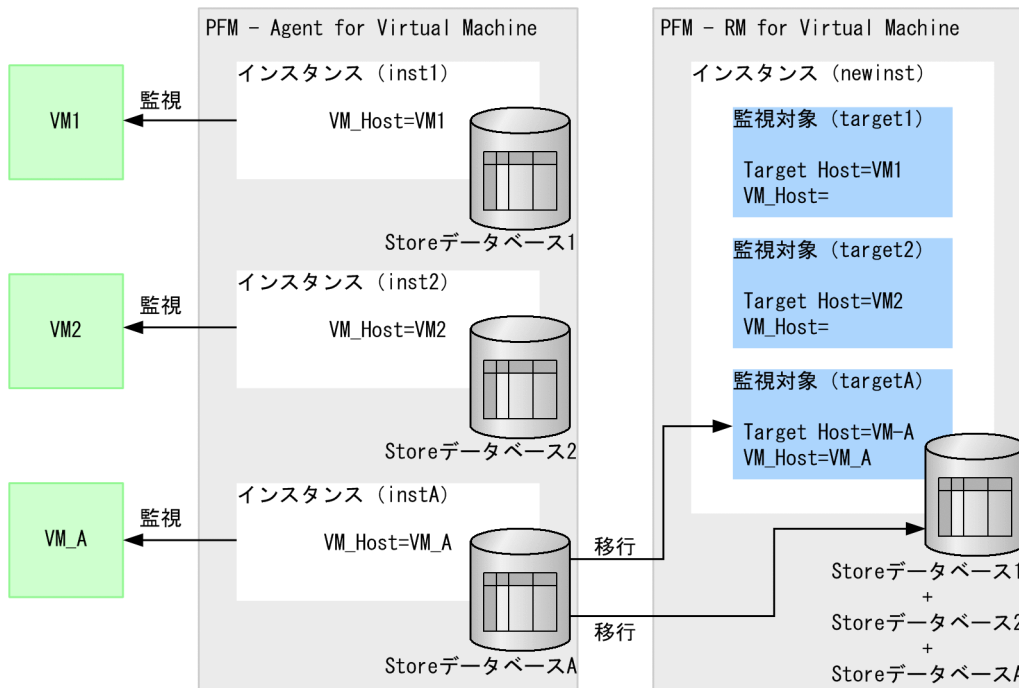 PFM - Agent for Virtual Machine
PFM - RM for Virtual Machine
VM1
監視
インスタンス (inst1)
VM_Host=VM1
Storeデータベース1
VM2
監視
インスタンス (inst2)
VM_Host=VM2
Storeデータベース2
VM_A
監視
インスタンス (instA)
VM_Host=VM_A
StoreデータベースA
移行
移行
インスタンス (newinst)
監視対象 (target1)
Target Host=VM1
VM_Host=
監視対象 (target2)
Target Host=VM2
VM_Host=
監視対象 (targetA)
Target Host=VM-A
VM_Host=VM_A
Storeデータベース1
+
Storeデータベース2
+
StoreデータベースA